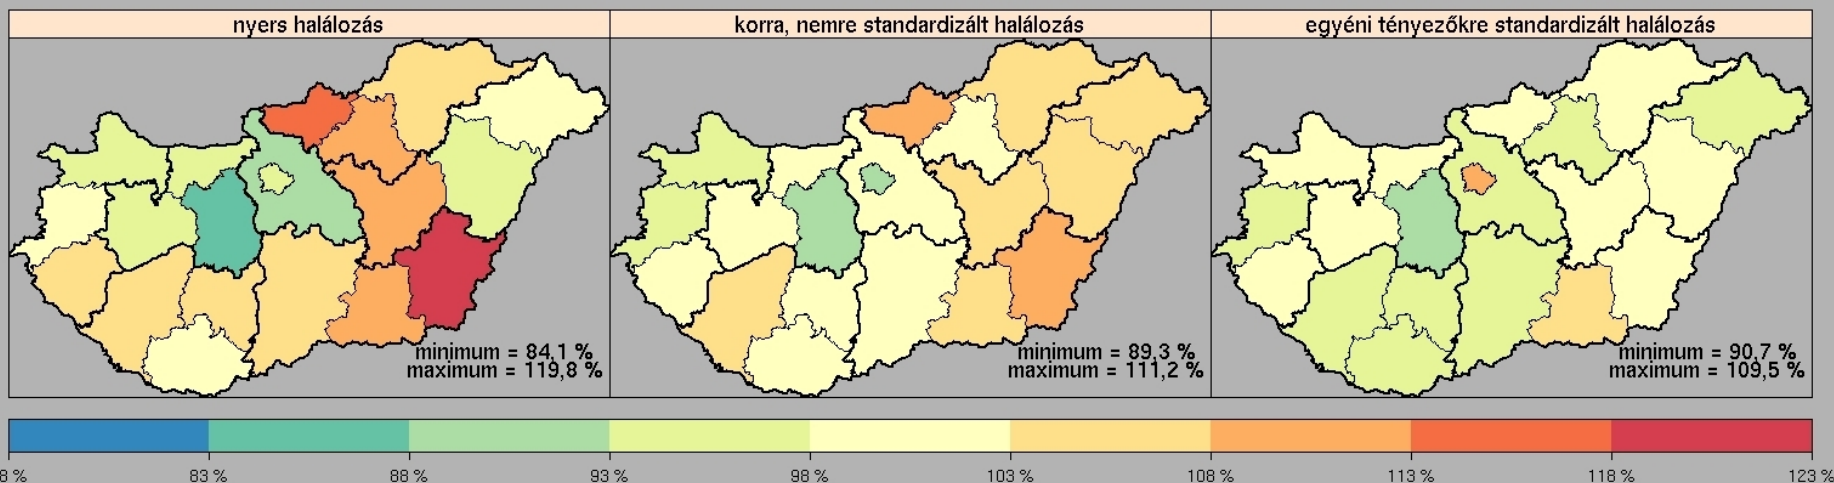 nyers halálozás
korra, nemre standardizált halálozás
egyéni tényezőkre standardizált halálozás
minimum = 84,1 %
maximum = 119,8 %
minimum = 89,3 %
maximum = 111,2 %
minimum = 90,7 %
maximum = 109,5 %
8 % 83 % 88 % 93 % 98 % 103 % 108 % 113 % 118 % 123 %